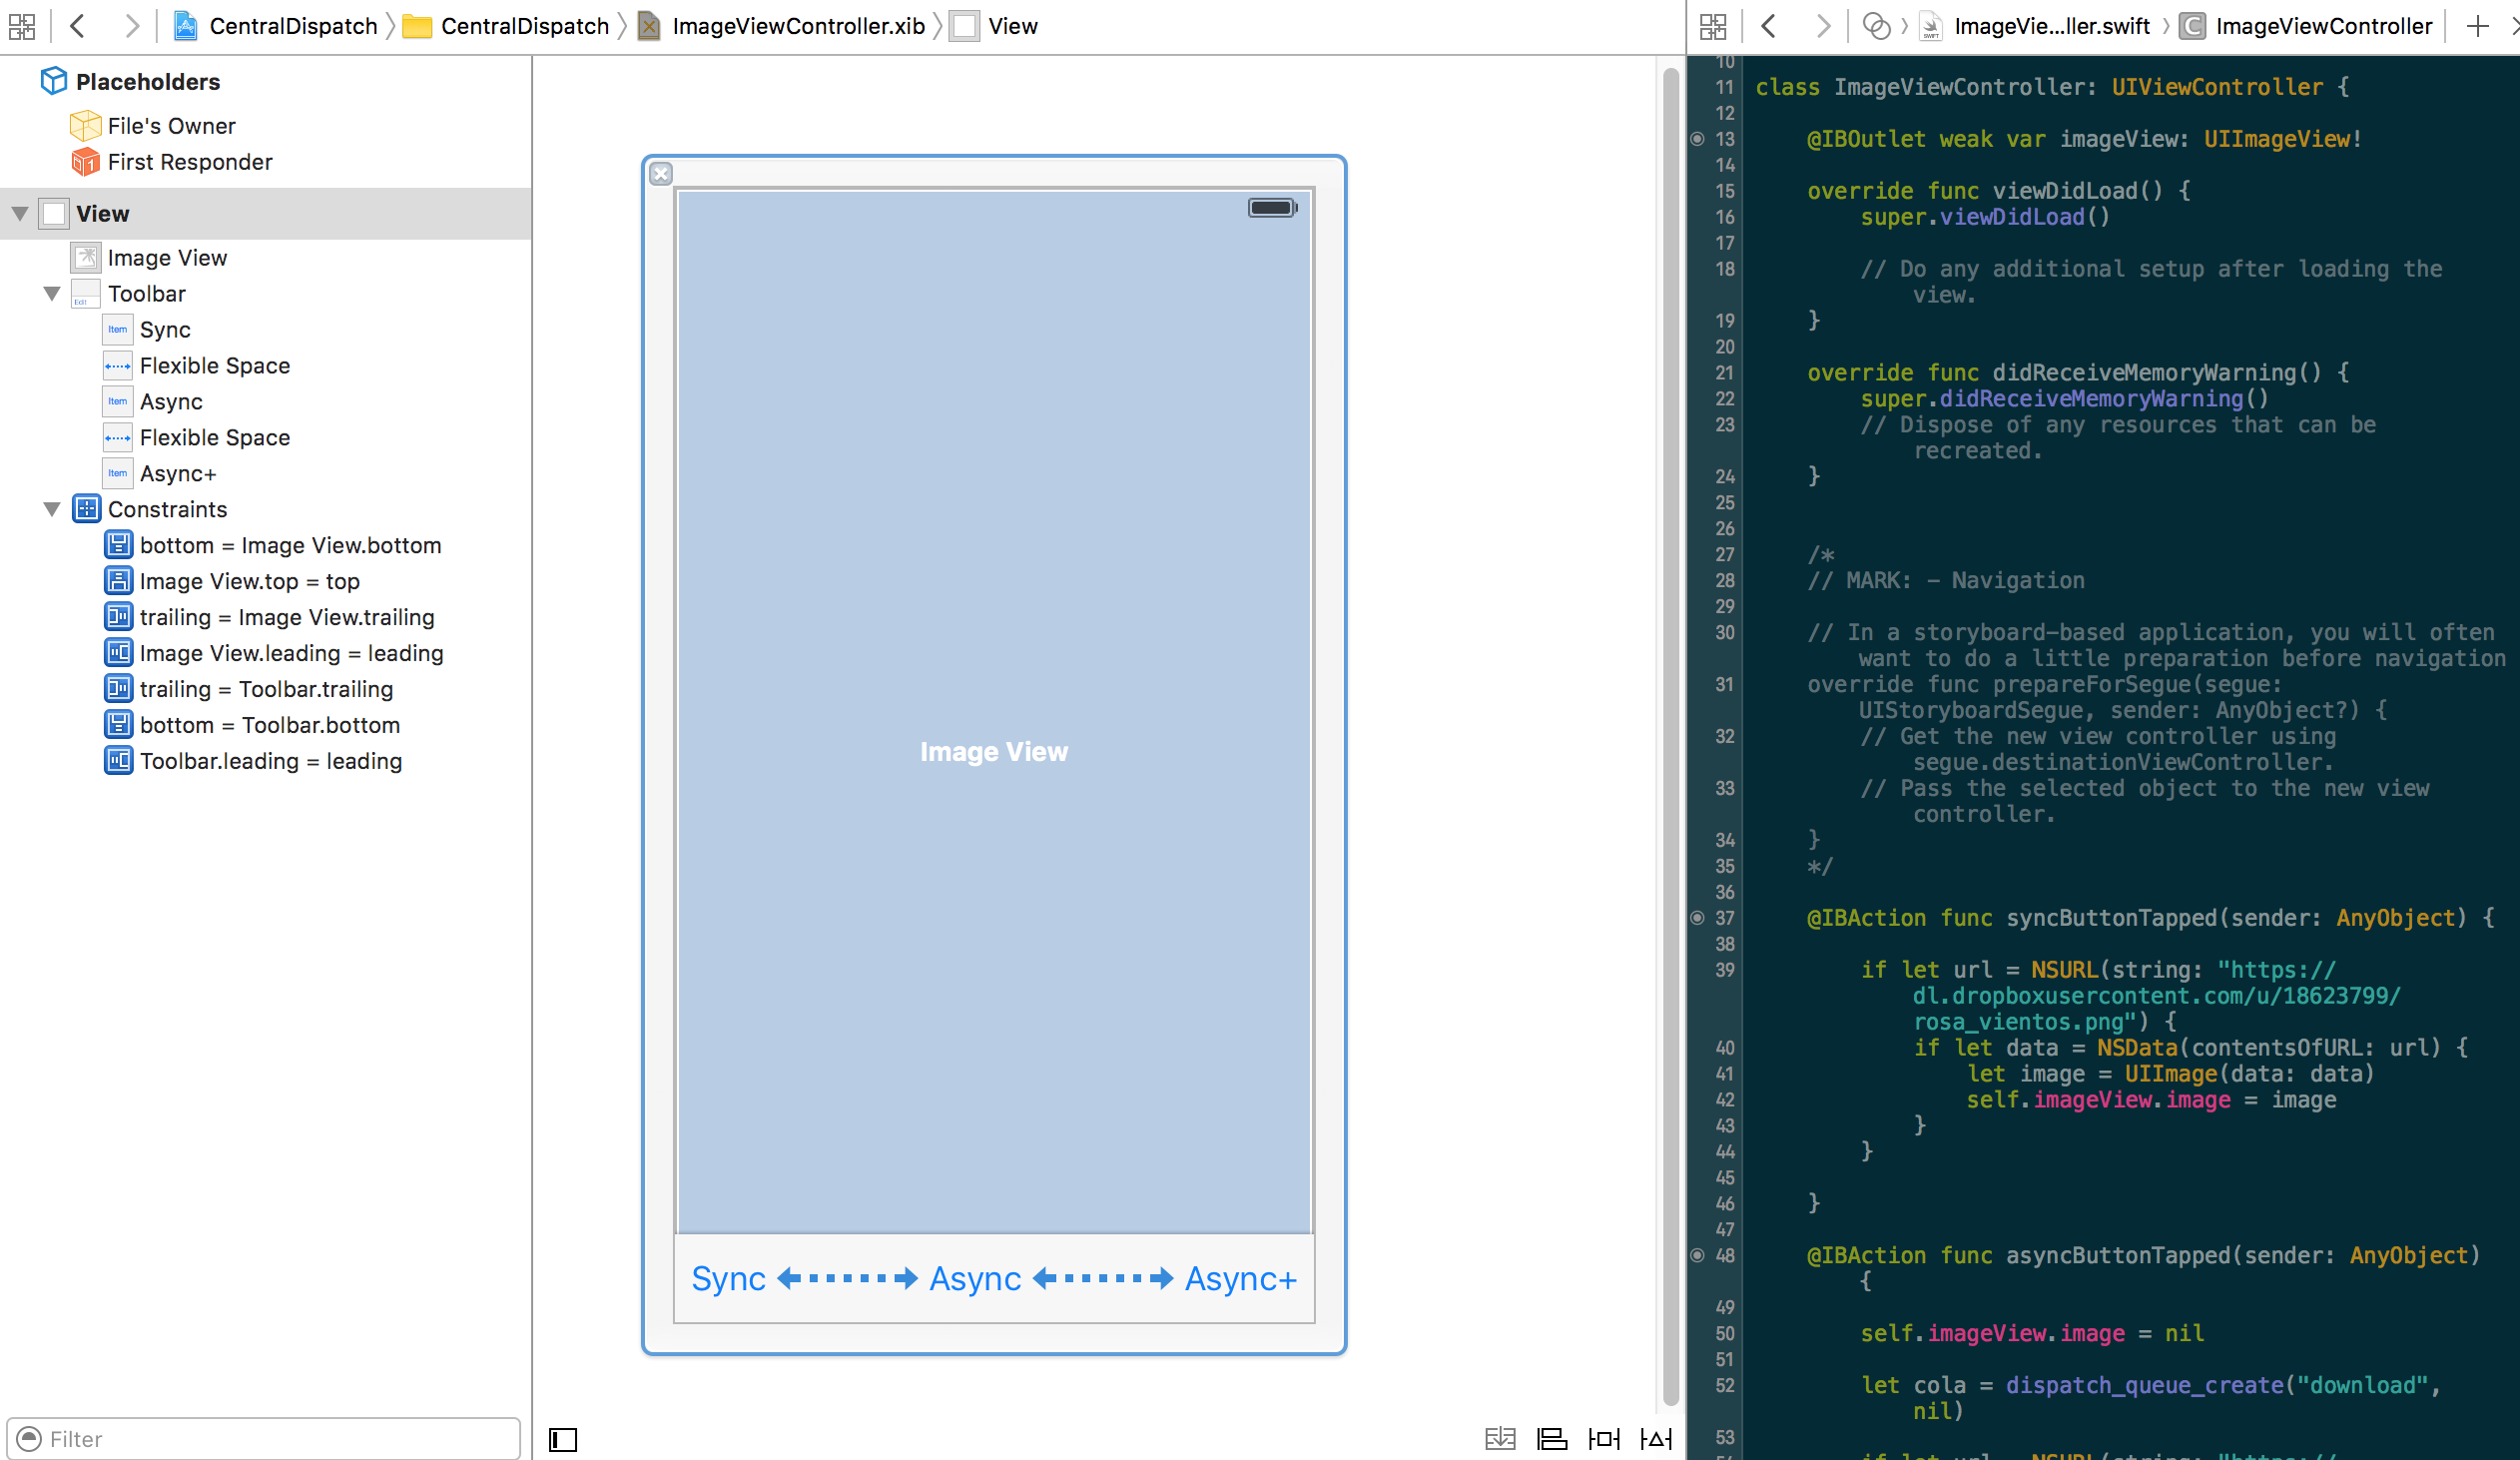 CentralDispatch
CentralDispatch
ImageViewController.xib
View
ImageVie...ller.swift
C
ImageViewController
Placeholders
File's Owner
First Responder
View
Image View
Toolbar
Edit
Item Sync
Flexible Space
Item Async
Flexible Space
Item Async+
Constraints
bottom = Image View.bottom
Image View.top = top
trailing = Image View.trailing
Image View.leading = leading
trailing = Toolbar.trailing
bottom = Toolbar.bottom
Toolbar.leading = leading
Filter
Image View
Sync
Async
Async+
10
11 class ImageViewController: UIViewController {
12
13 @IBOutlet weak var imageView: UIImageView!
14
15 override func viewDidLoad() {
16 super.viewDidLoad()
17
18 // Do any additional setup after loading the
view.
19 }
20
21 override func didReceiveMemoryWarning() {
22 super.didReceiveMemoryWarning()
23 // Dispose of any resources that can be
recreated.
24 }
25
26
27 /*
28 // MARK: - Navigation
29
30 // In a storyboard-based application, you will often
want to do a little preparation before navigation
31 override func prepareForSegue(segue:
UIStoryboardSegue, sender: AnyObject?) {
32 // Get the new view controller using
segue.destinationViewController.
33 // Pass the selected object to the new view
controller.
34 }
35 */
36
37 @IBAction func syncButtonTapped(sender: AnyObject) {
38
39 if let url = NSURL(string: "https://
dl.dropboxusercontent.com/u/18623799/
rosa_vientos.png") {
40 if let data = NSData(contentsOfURL: url) {
41 let image = UIImage(data: data)
42 self.imageView.image = image
43 }
44 }
45
46 }
47
48 @IBAction func asyncButtonTapped(sender: AnyObject)
{
49
50 self.imageView.image = nil
51
52 let cola = dispatch_queue_create("download",
nil)
53